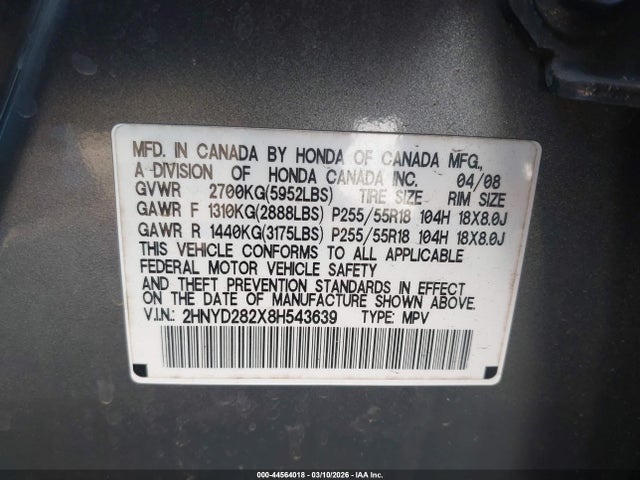 MFD. IN CANADA BY HONDA OF CANADA MFG.,
A DIVISION OF HONDA CANADA INC. 04/08
GVWR 2700KG(5952LBS) TIRE SIZE RIM SIZE
GAWR F 1310KG(2888LBS) P255/55R18 104H 18X8.0J
GAWR R 1440KG(3175LBS) P255/55R18 104H 18X8.0J
THIS VEHICLE CONFORMS TO ALL APPLICABLE
FEDERAL MOTOR VEHICLE SAFETY
AND THEFT PREVENTION STANDARDS IN EFFECT
ON THE DATE OF MANUFACTURE SHOWN ABOVE.
V.I.N.: 2HNYD282X8H543639 TYPE: MPV
000-44564018 - 03/10/2026 - IAA Inc.